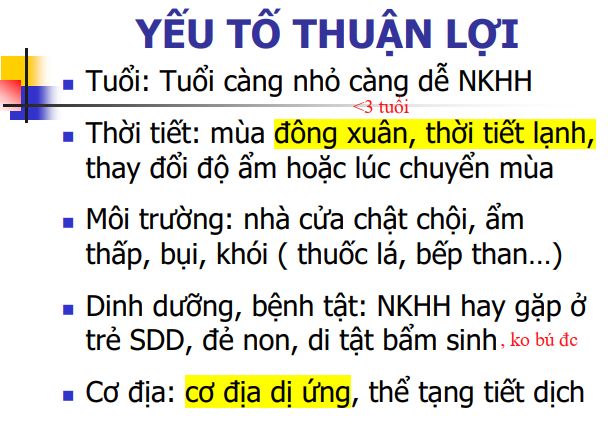 YẾU TỐ THUẬN LỢI
Tuổi: Tuổi càng nhỏ càng dễ NKHH
<3 tuổi
Thời tiết: mùa đông xuân, thời tiết lạnh,
thay đổi độ ẩm hoặc lúc chuyển mùa
Môi trường: nhà cửa chật chội, ẩm
thấp, bụi, khói ( thuốc lá, bếp than…)
Dinh dưỡng, bệnh tật: NKHH hay gặp ở
trẻ SDD, đẻ non, di tật bẩm sinh , ko bú đc
Cơ địa: cơ địa dị ứng, thể tạng tiết dịch